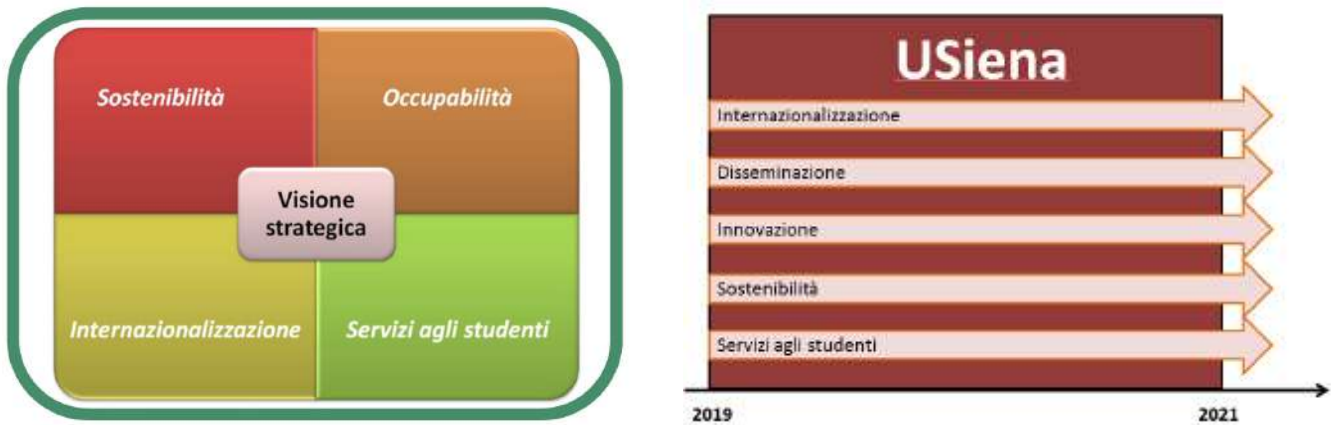 Sostenibilità
Occupabilità
Visione
strategica
Internazionalizzazione
Servizi agli studenti
USiena
Internazionalizzazione
Disseminazione
Innovazione
Sostenibilità
Servizi agli studenti
2019
2021